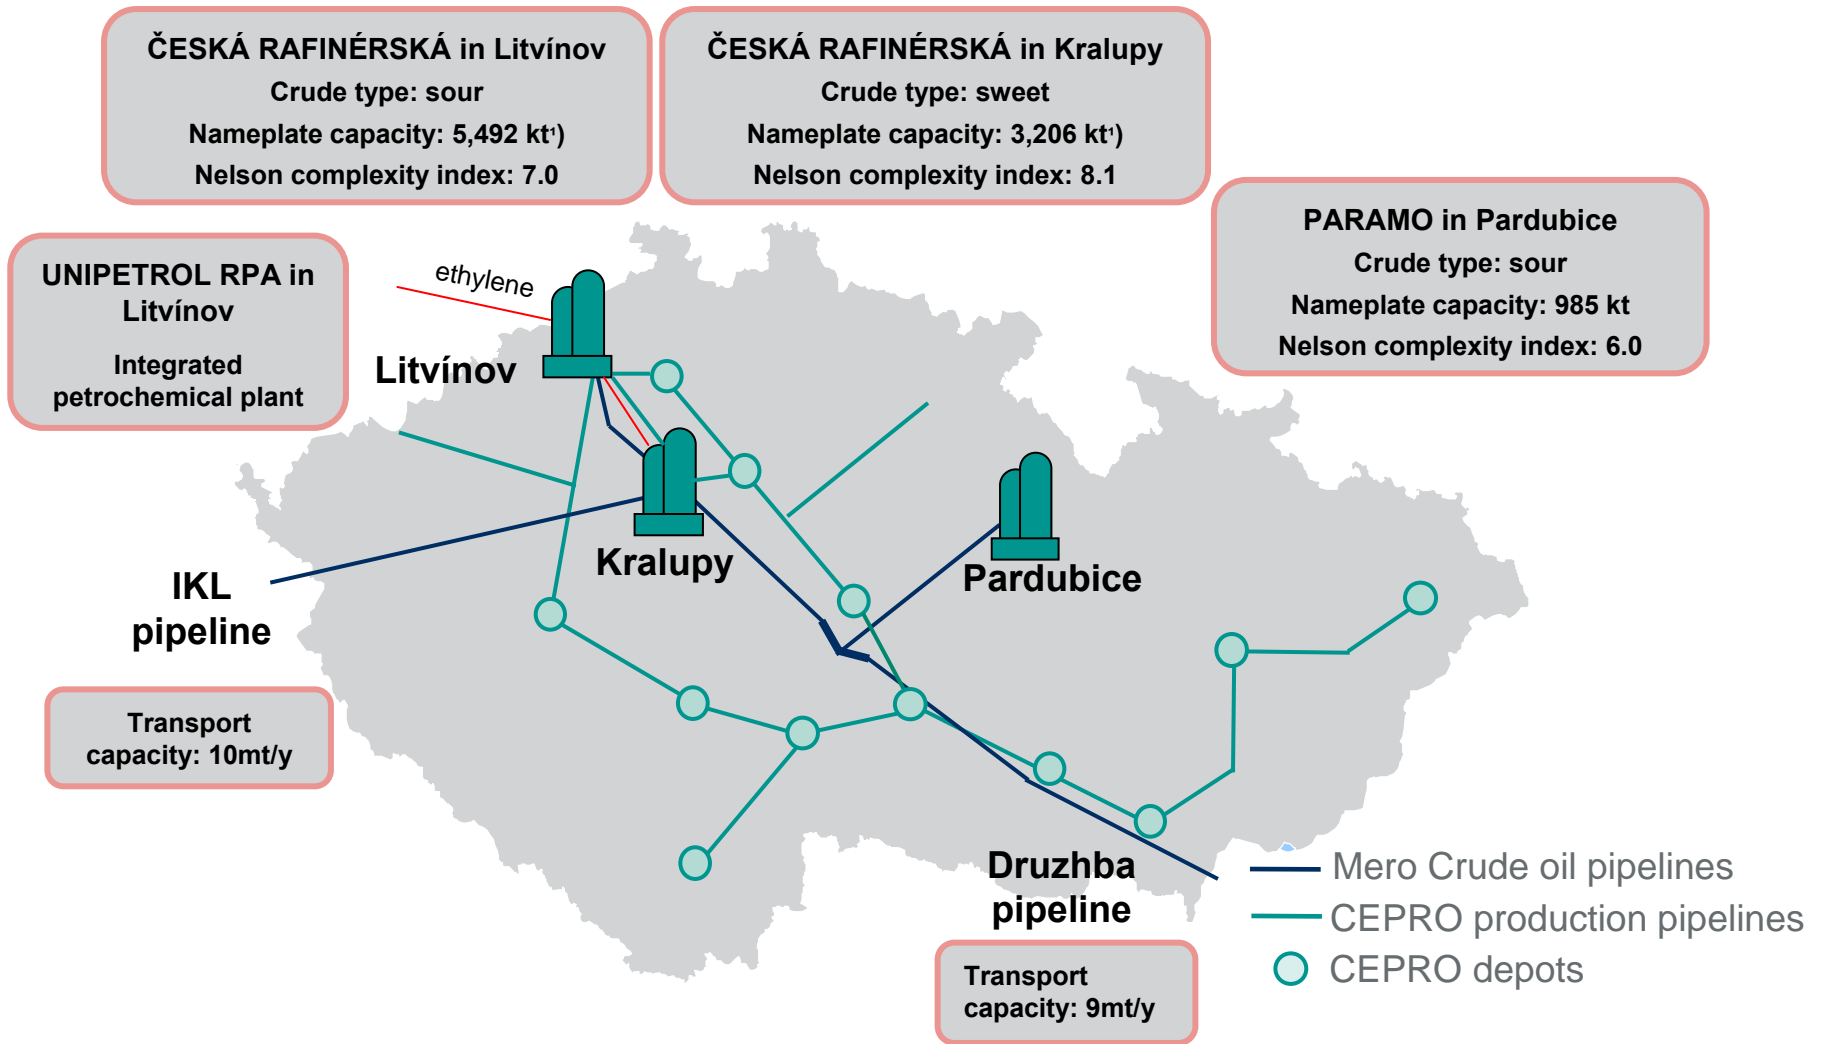 ČESKÁ RAFINÉRSKÁ in Litvínov
Crude type: sour
Nameplate capacity: 5,492 kt¹)
Nelson complexity index: 7.0
ČESKÁ RAFINÉRSKÁ in Kralupy
Crude type: sweet
Nameplate capacity: 3,206 kt¹)
Nelson complexity index: 8.1
PARAMO in Pardubice
Crude type: sour
Nameplate capacity: 985 kt
Nelson complexity index: 6.0
UNIPETROL RPA in
Litvínov
Integrated
petrochemical plant
ethylene
Litvínov
Kralupy
Pardubice
IKL
pipeline
Transport
capacity: 10mt/y
Druzhba
pipeline
Transport
capacity: 9mt/y
Mero Crude oil pipelines
CEPRO production pipelines
CEPRO depots